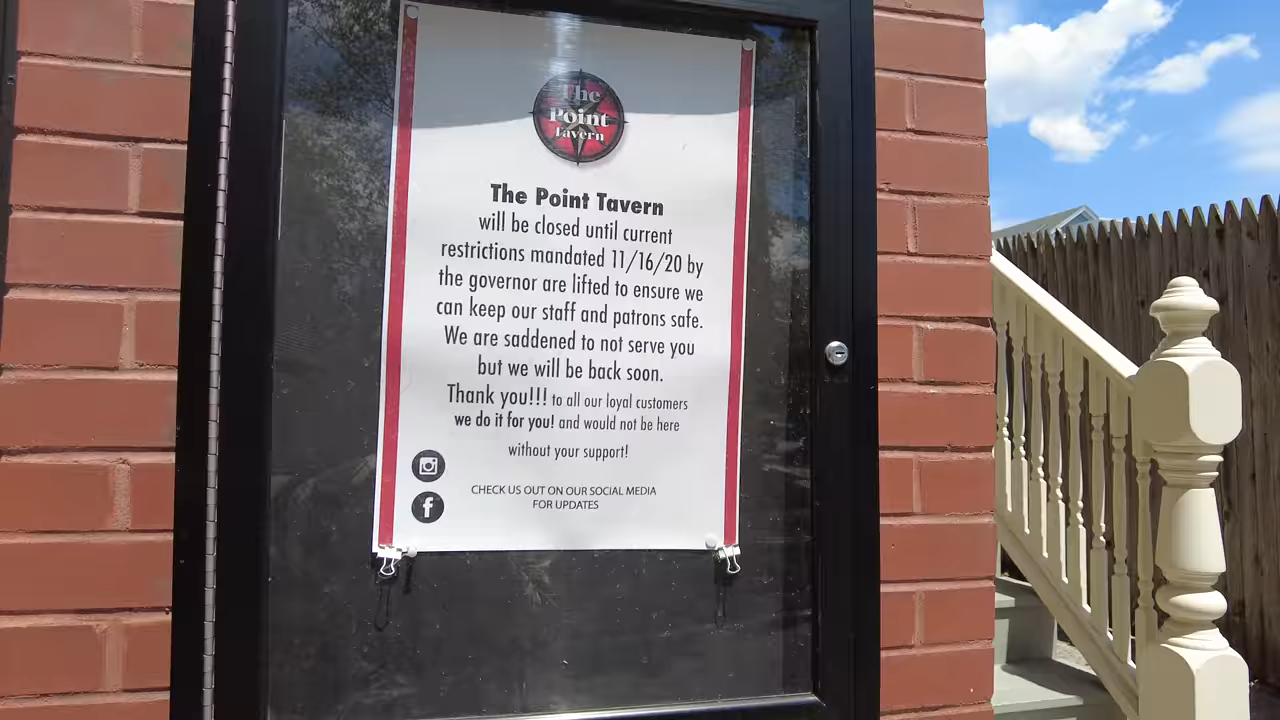 The
Point
Tavern
The Point Tavern
will be closed until current
restrictions mandated 11/16/20 by
the governor are lifted to ensure we
can keep our staff and patrons safe.
We are saddened to not serve you
but we will be back soon.
Thank you!!! to all our loyal customers
we do it for you! and would not be here
without your support!
CHECK US OUT ON OUR SOCIAL MEDIA
FOR UPDATES